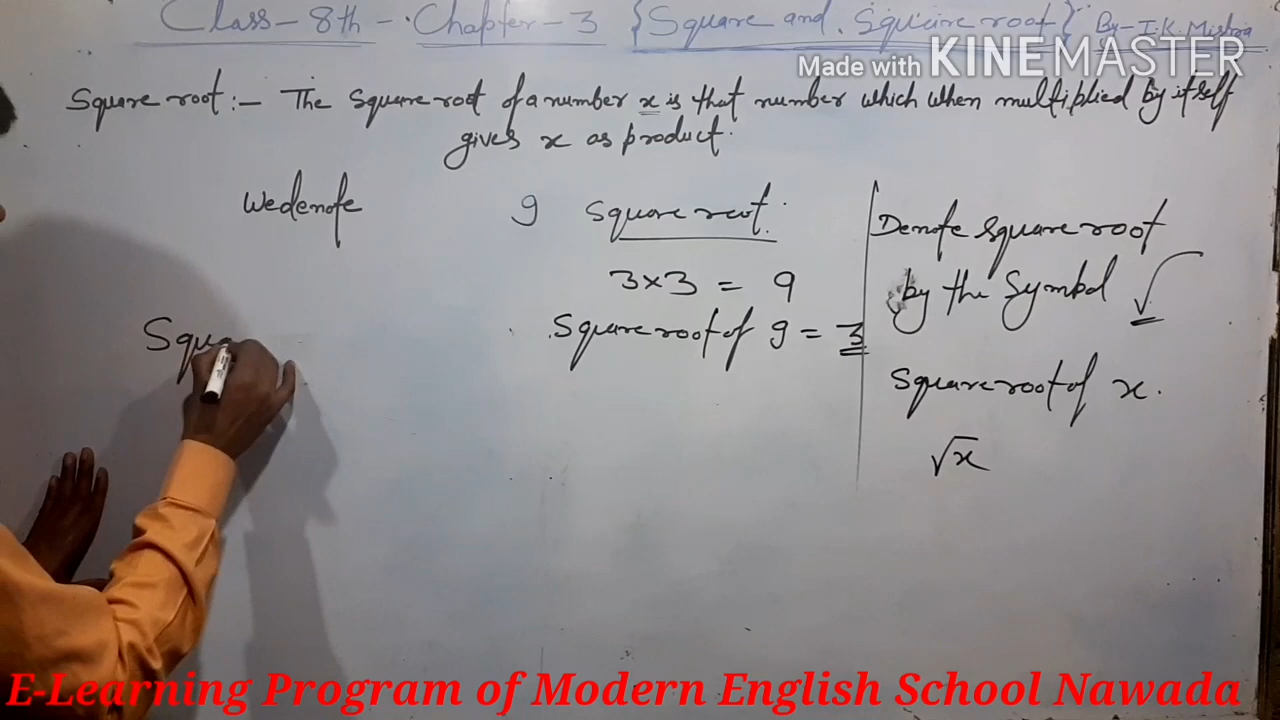 Class - 8th - Chapter - 3 {Square and Square root} By - I.K. Mishra
Made with KINEMASTER
Square root :- The square root of a number x is that number which when multiplied by itself
gives x as product.
We denote
9 square root.
3 × 3 = 9
Square root of 9 = 3
Denote square root
by the symbol √
Square root of x.
√x
Squa
E-Learning Program of Modern English School Nawada